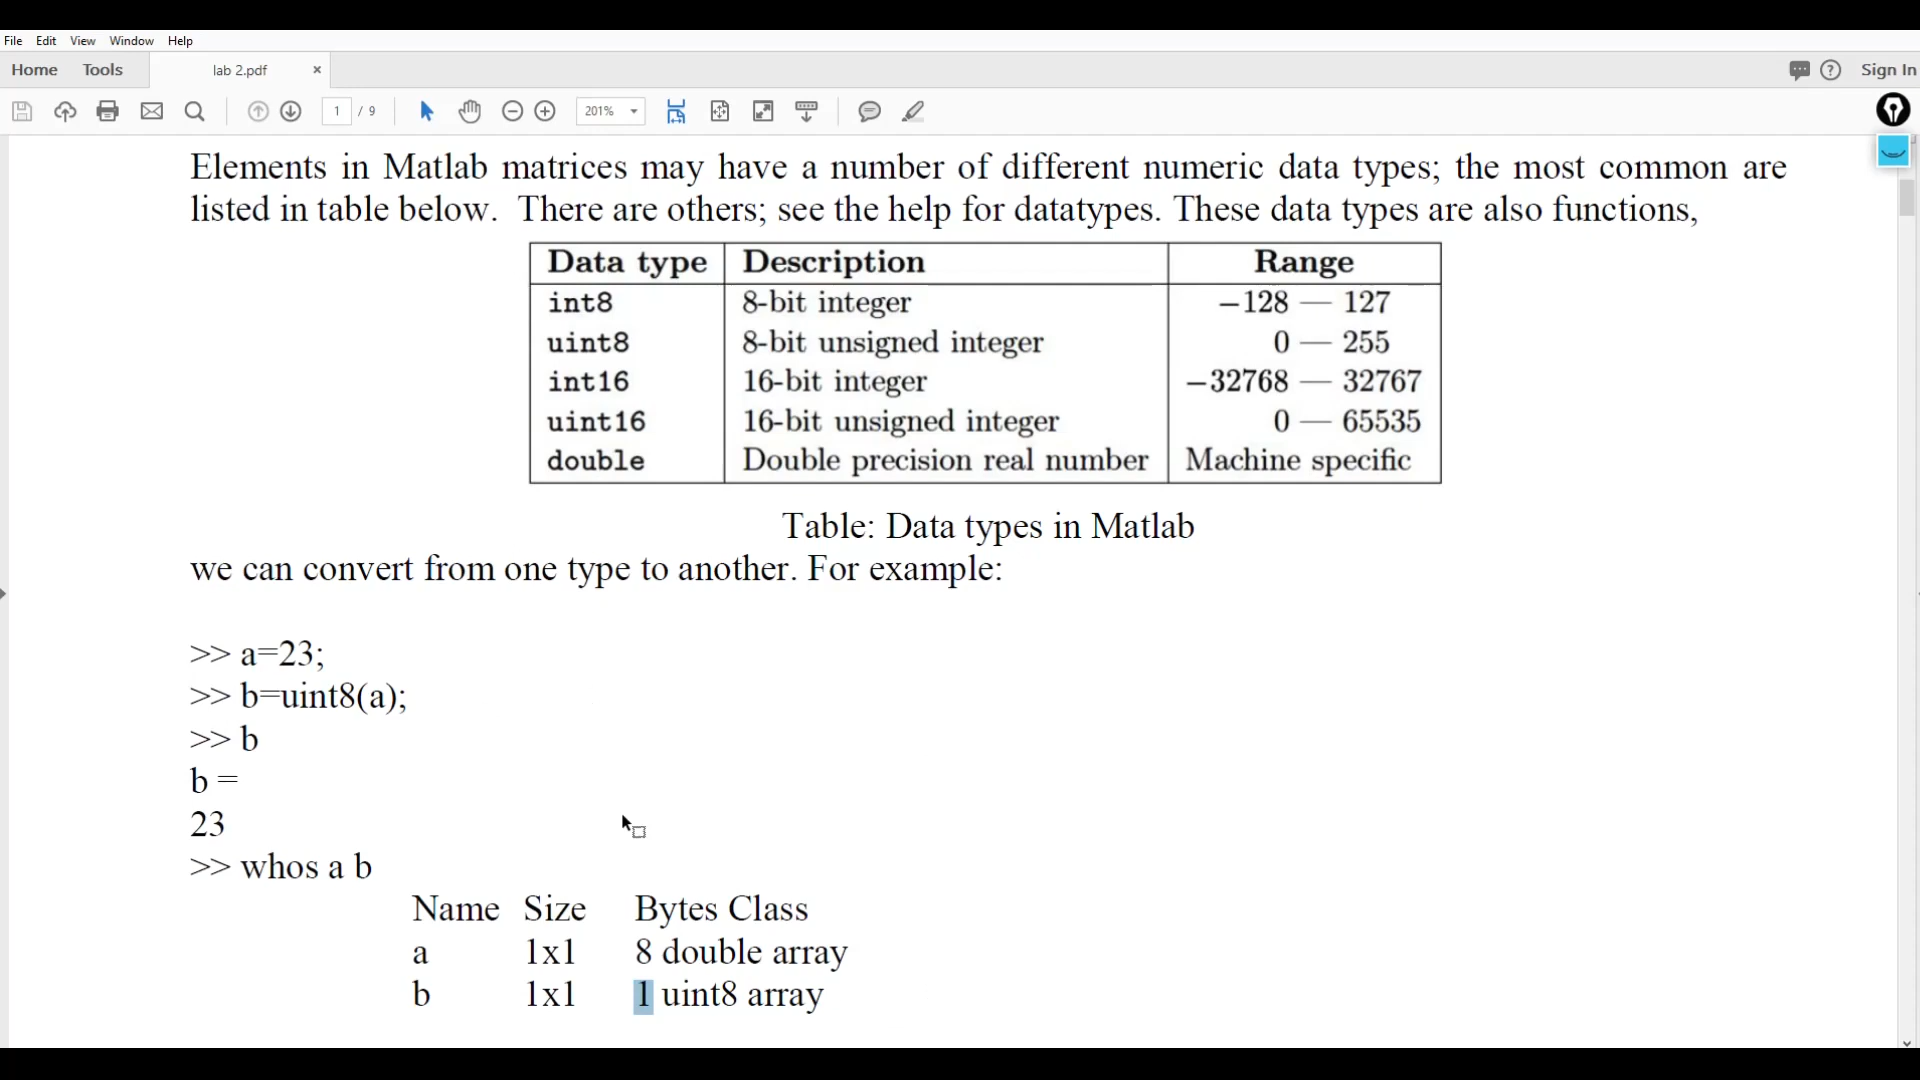 File Edit View Window Help
Home Tools lab 2.pdf × Sign In
1 / 9 201%
Elements in Matlab matrices may have a number of different numeric data types; the most common are
listed in table below. There are others; see the help for datatypes. These data types are also functions,
Data type Description Range
int8 8-bit integer −128 — 127
uint8 8-bit unsigned integer 0 — 255
int16 16-bit integer −32768 — 32767
uint16 16-bit unsigned integer 0 — 65535
double Double precision real number Machine specific
Table: Data types in Matlab
we can convert from one type to another. For example:
>> a=23;
>> b=uint8(a);
>> b
b =
23
>> whos a b
Name Size Bytes Class
a 1x1 8 double array
b 1x1 1 uint8 array